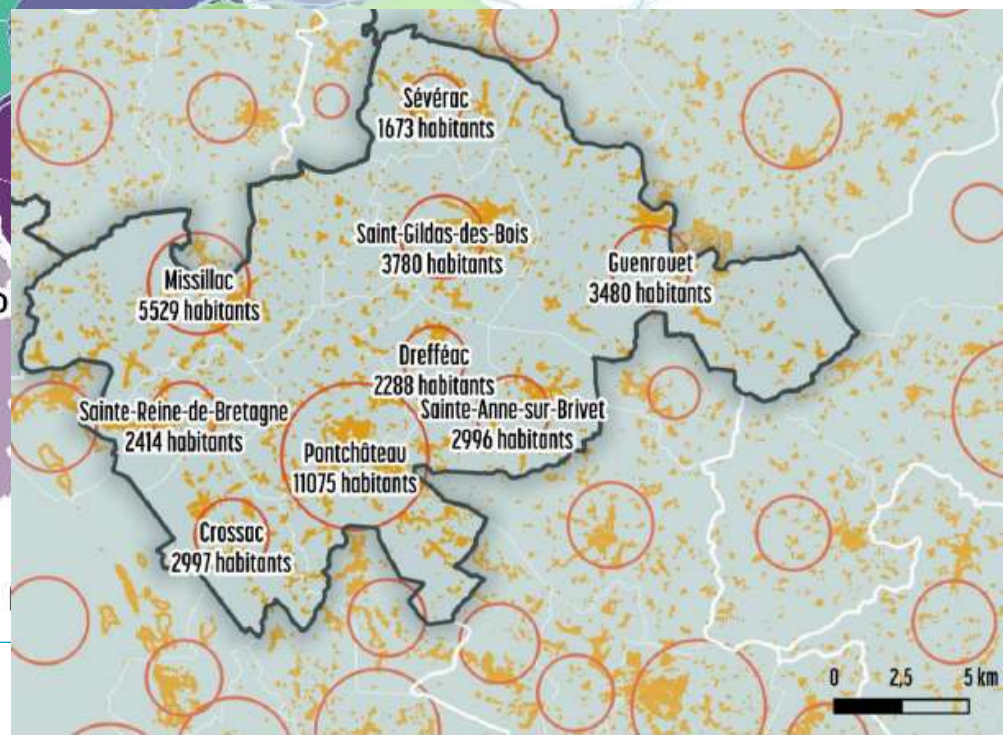 Sévérac
1673 habitants
Saint-Gildas-des-Bois
3780 habitants
Guenrouet
3480 habitants
Missillac
5529 habitants
Drefféac
2288 habitants
Sainte-Reine-de-Bretagne
2414 habitants
Sainte-Anne-sur-Brivet
2996 habitants
Pontchâteau
11075 habitants
Crossac
2997 habitants
0 2,5 5 km